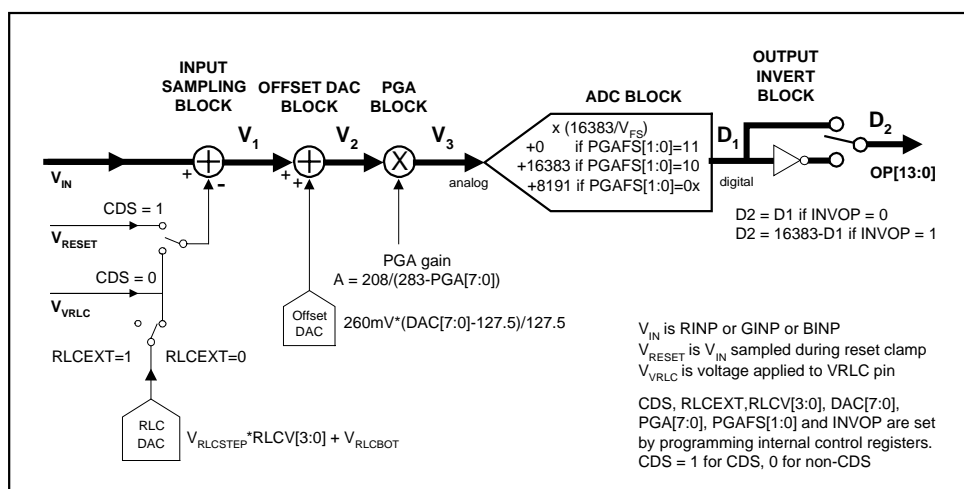 INPUT
SAMPLING
BLOCK
OFFSET DAC
BLOCK
PGA
BLOCK
ADC BLOCK
OUTPUT
INVERT
BLOCK
V1
V2
V3
x (16383/VFS)
+0 if PGAFS[1:0]=11
+16383 if PGAFS[1:0]=10
+8191 if PGAFS[1:0]=0x
D1
D2
VIN
+
-
+
+
X
analog
digital
OP[13:0]
CDS = 1
VRESET
D2 = D1 if INVOP = 0
D2 = 16383-D1 if INVOP = 1
PGA gain
A = 208/(283-PGA[7:0])
CDS = 0
VVRLC
Offset
DAC
260mV*(DAC[7:0]-127.5)/127.5
RLCEXT=1
RLCEXT=0
VIN is RINP or GINP or BINP
VRESET is VIN sampled during reset clamp
VVRLC is voltage applied to VRLC pin
RLC
DAC
VRLCSTEP*RLCV[3:0] + VRLCBOT
CDS, RLCEXT,RLCV[3:0], DAC[7:0],
PGA[7:0], PGAFS[1:0] and INVOP are set
by programming internal control registers.
CDS = 1 for CDS, 0 for non-CDS